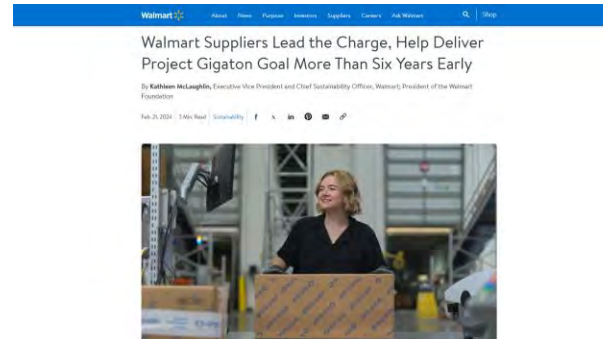 Walmart About News Purpose Investors Suppliers Careers Ask Walmart Shop
Walmart Suppliers Lead the Charge, Help Deliver
Project Gigaton Goal More Than Six Years Early
By Kathleen McLaughlin, Executive Vice President and Chief Sustainability Officer, Walmart; President of the Walmart
Foundation
Feb. 21, 2024 Min. Read Sustainability